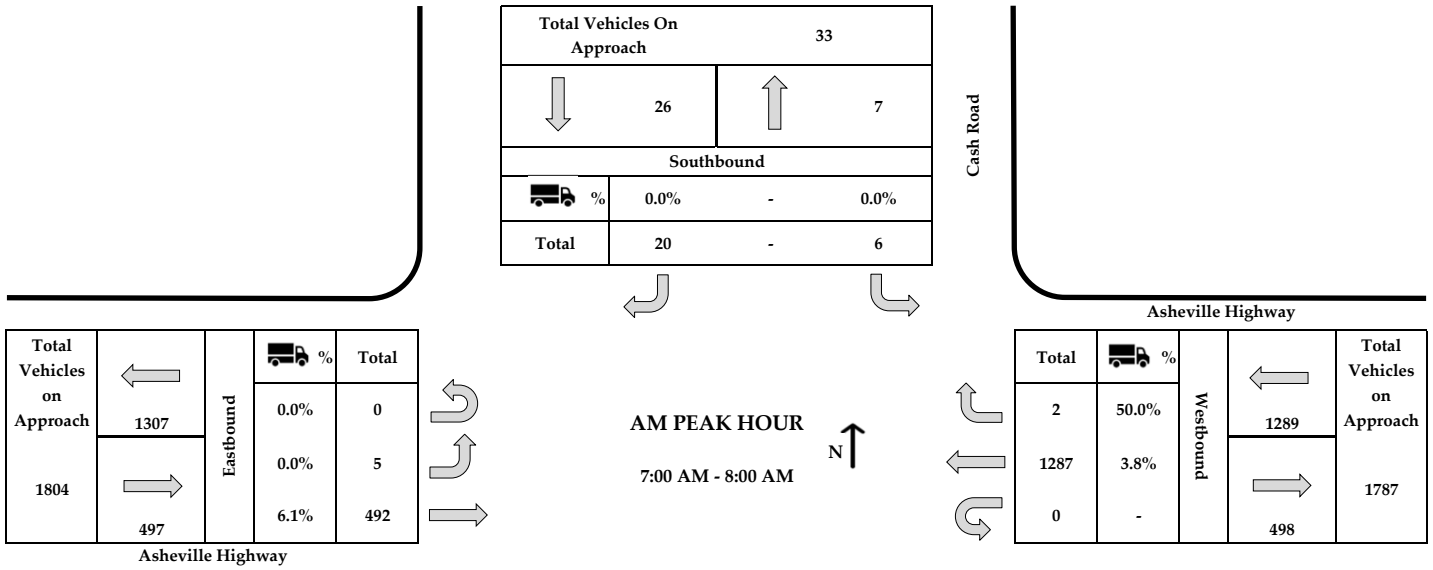 Total Vehicles On
Approach
33
26
7
Southbound
% 0.0% - 0.0%
Total 20 - 6
Cash Road
Asheville Highway
Total
Vehicles
on
Approach
1804
1307
497
Eastbound
% Total
0.0% 0
0.0% 5
6.1% 492
Asheville Highway
AM PEAK HOUR
N
7:00 AM - 8:00 AM
Total %
2 50.0%
1287 3.8%
0 -
Westbound
1289
498
Total
Vehicles
on
Approach
1787